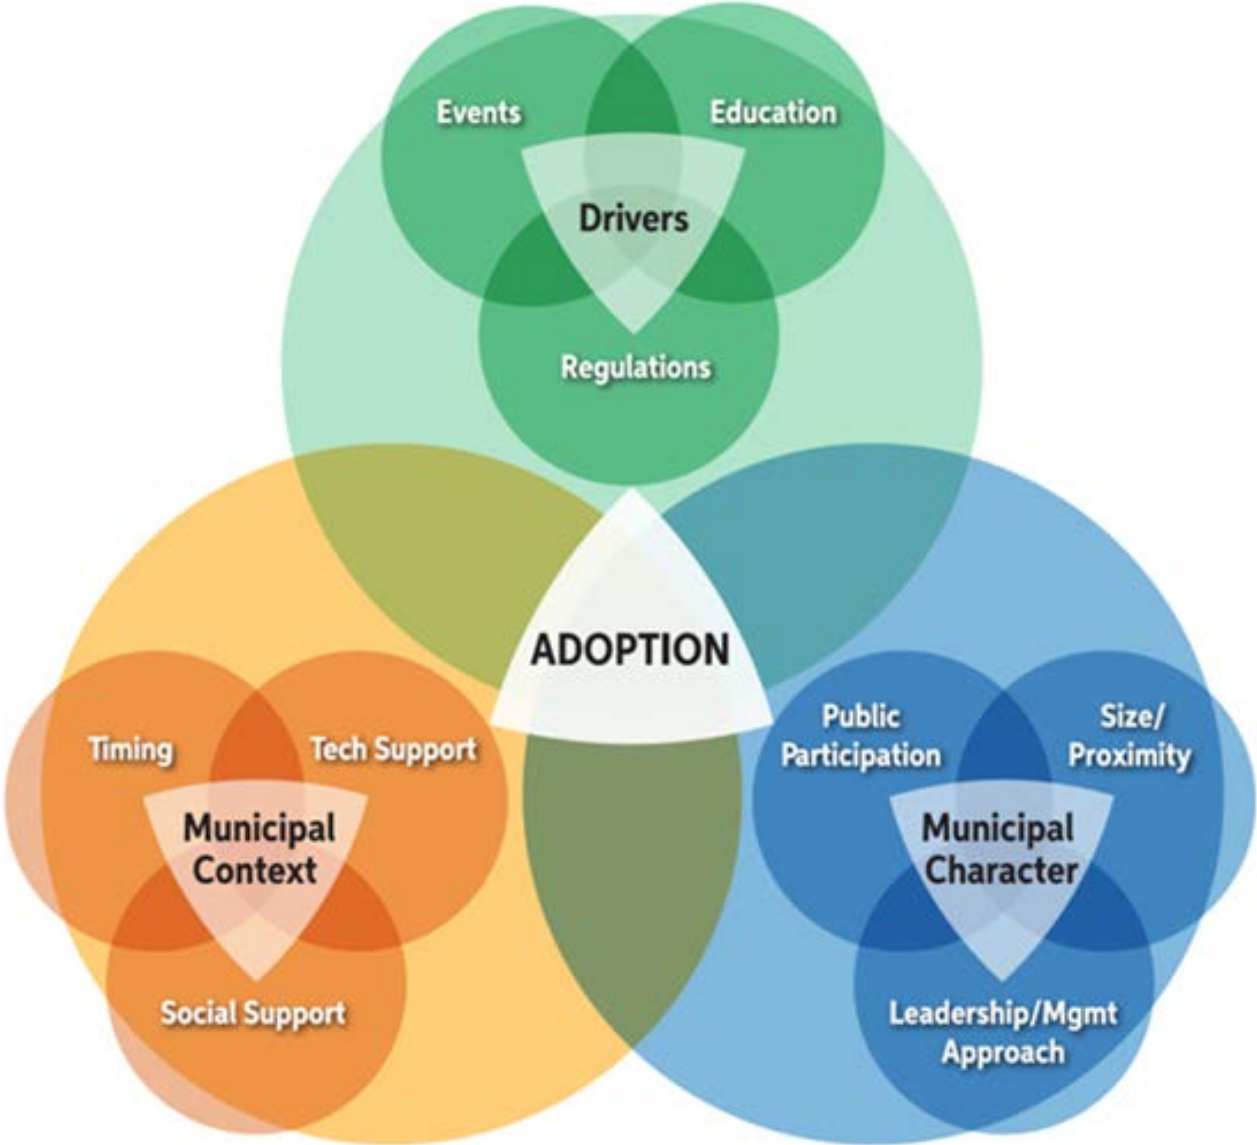 Events
Education
Drivers
Regulations
ADOPTION
Timing
Tech Support
Municipal
Context
Social Support
Public
Participation
Size/
Proximity
Municipal
Character
Leadership/Mgmt
Approach